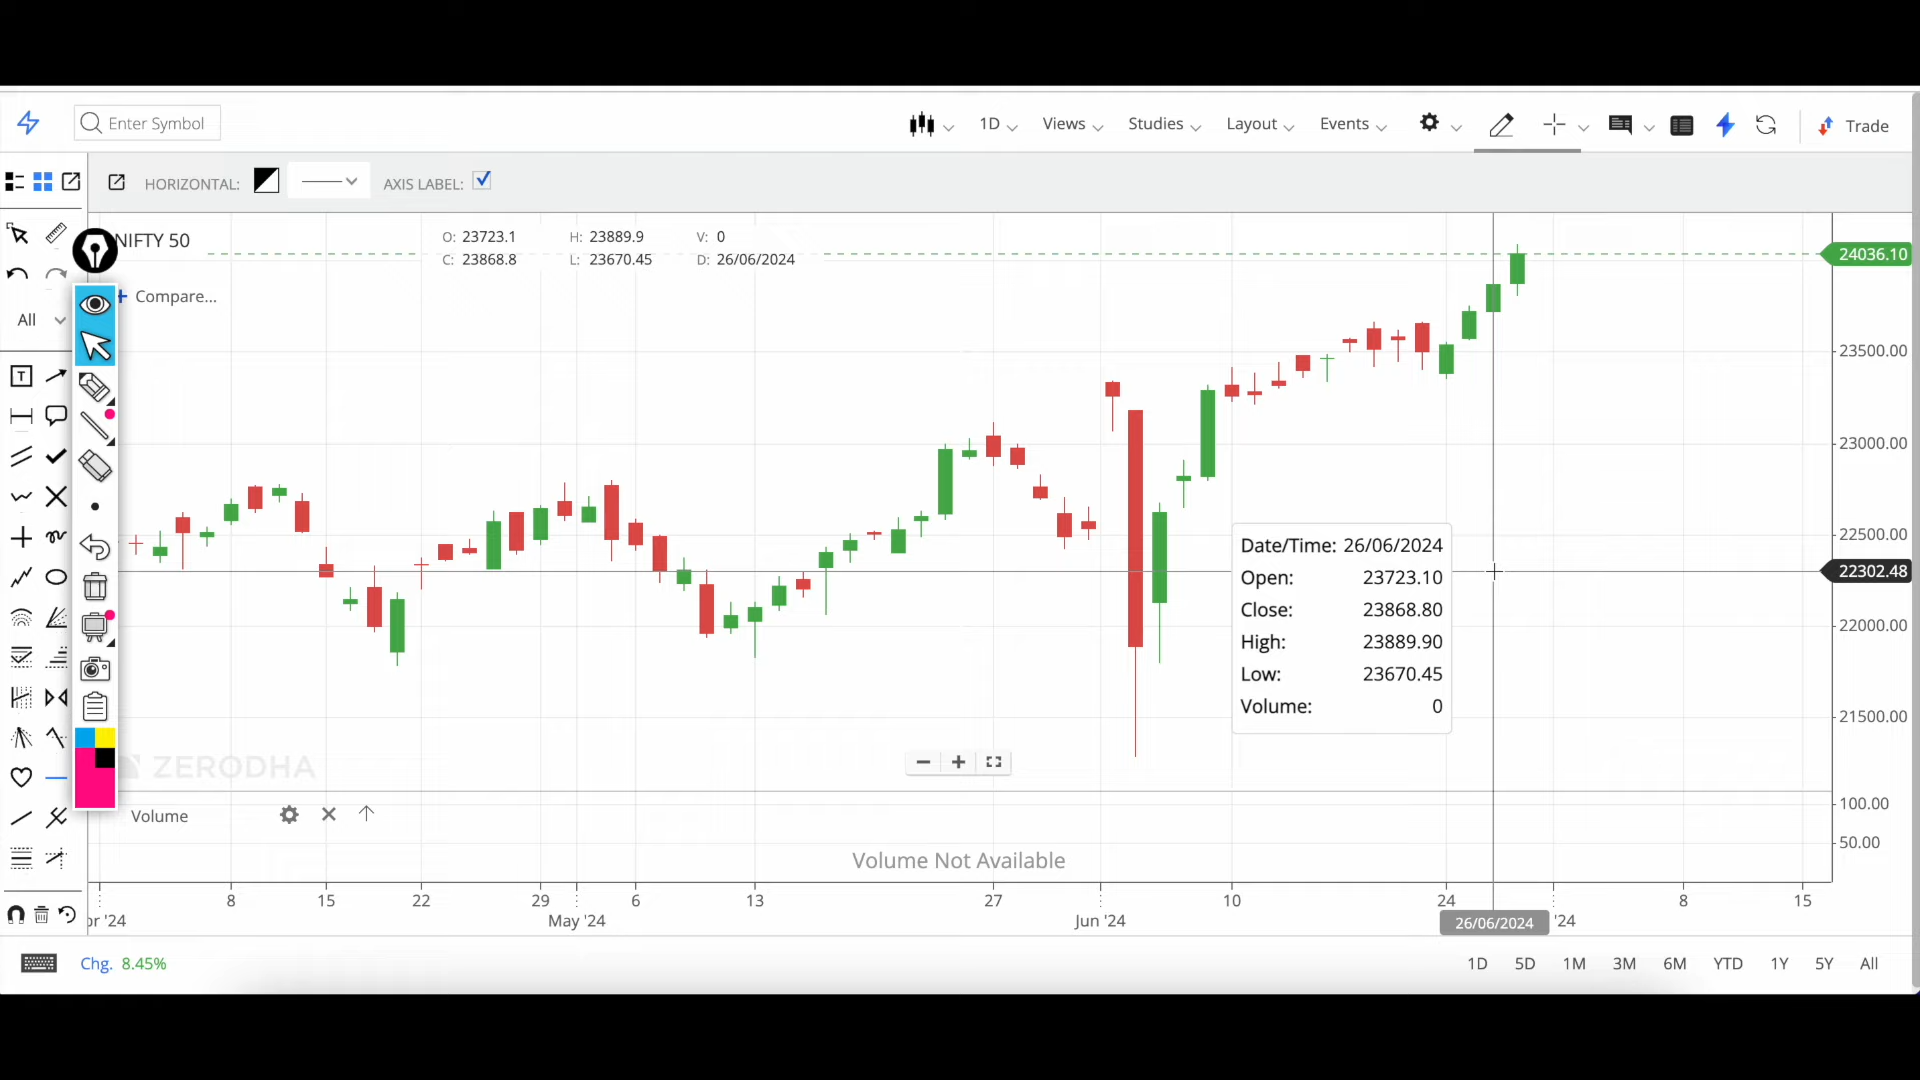 Enter Symbol
1D
Views
Studies
Layout
Events
Trade
HORIZONTAL:
AXIS LABEL:
NIFTY 50
O: 23723.1 H: 23889.9 V: 0
C: 23868.8 L: 23670.45 D: 26/06/2024
24036.10
+ Compare...
All
T
23500.00
23000.00
22500.00
22302.48
22000.00
21500.00
Date/Time: 26/06/2024
Open: 23723.10
Close: 23868.80
High: 23889.90
Low: 23670.45
Volume: 0
ZERODHA
100.00
Volume
50.00
Volume Not Available
8 15 22 29 6 13 27 10 24 8 15
pr '24 May '24 Jun '24 26/06/2024 '24
Chg. 8.45%
1D 5D 1M 3M 6M YTD 1Y 5Y All